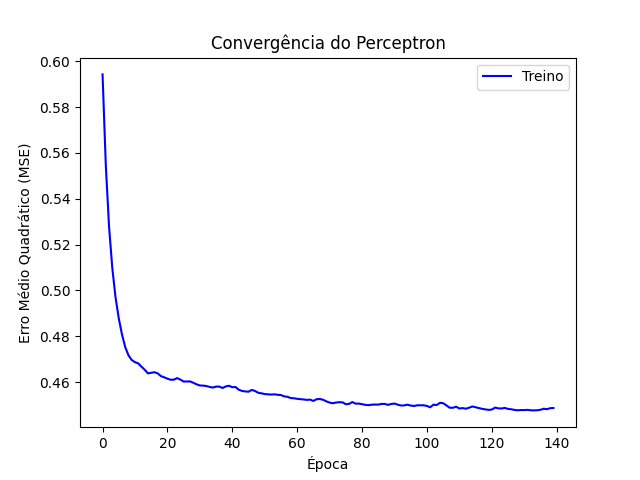 Convergência do Perceptron
Treino
Erro Médio Quadrático (MSE)
0.60
0.58
0.56
0.54
0.52
0.50
0.48
0.46
0 20 40 60 80 100 120 140
Época